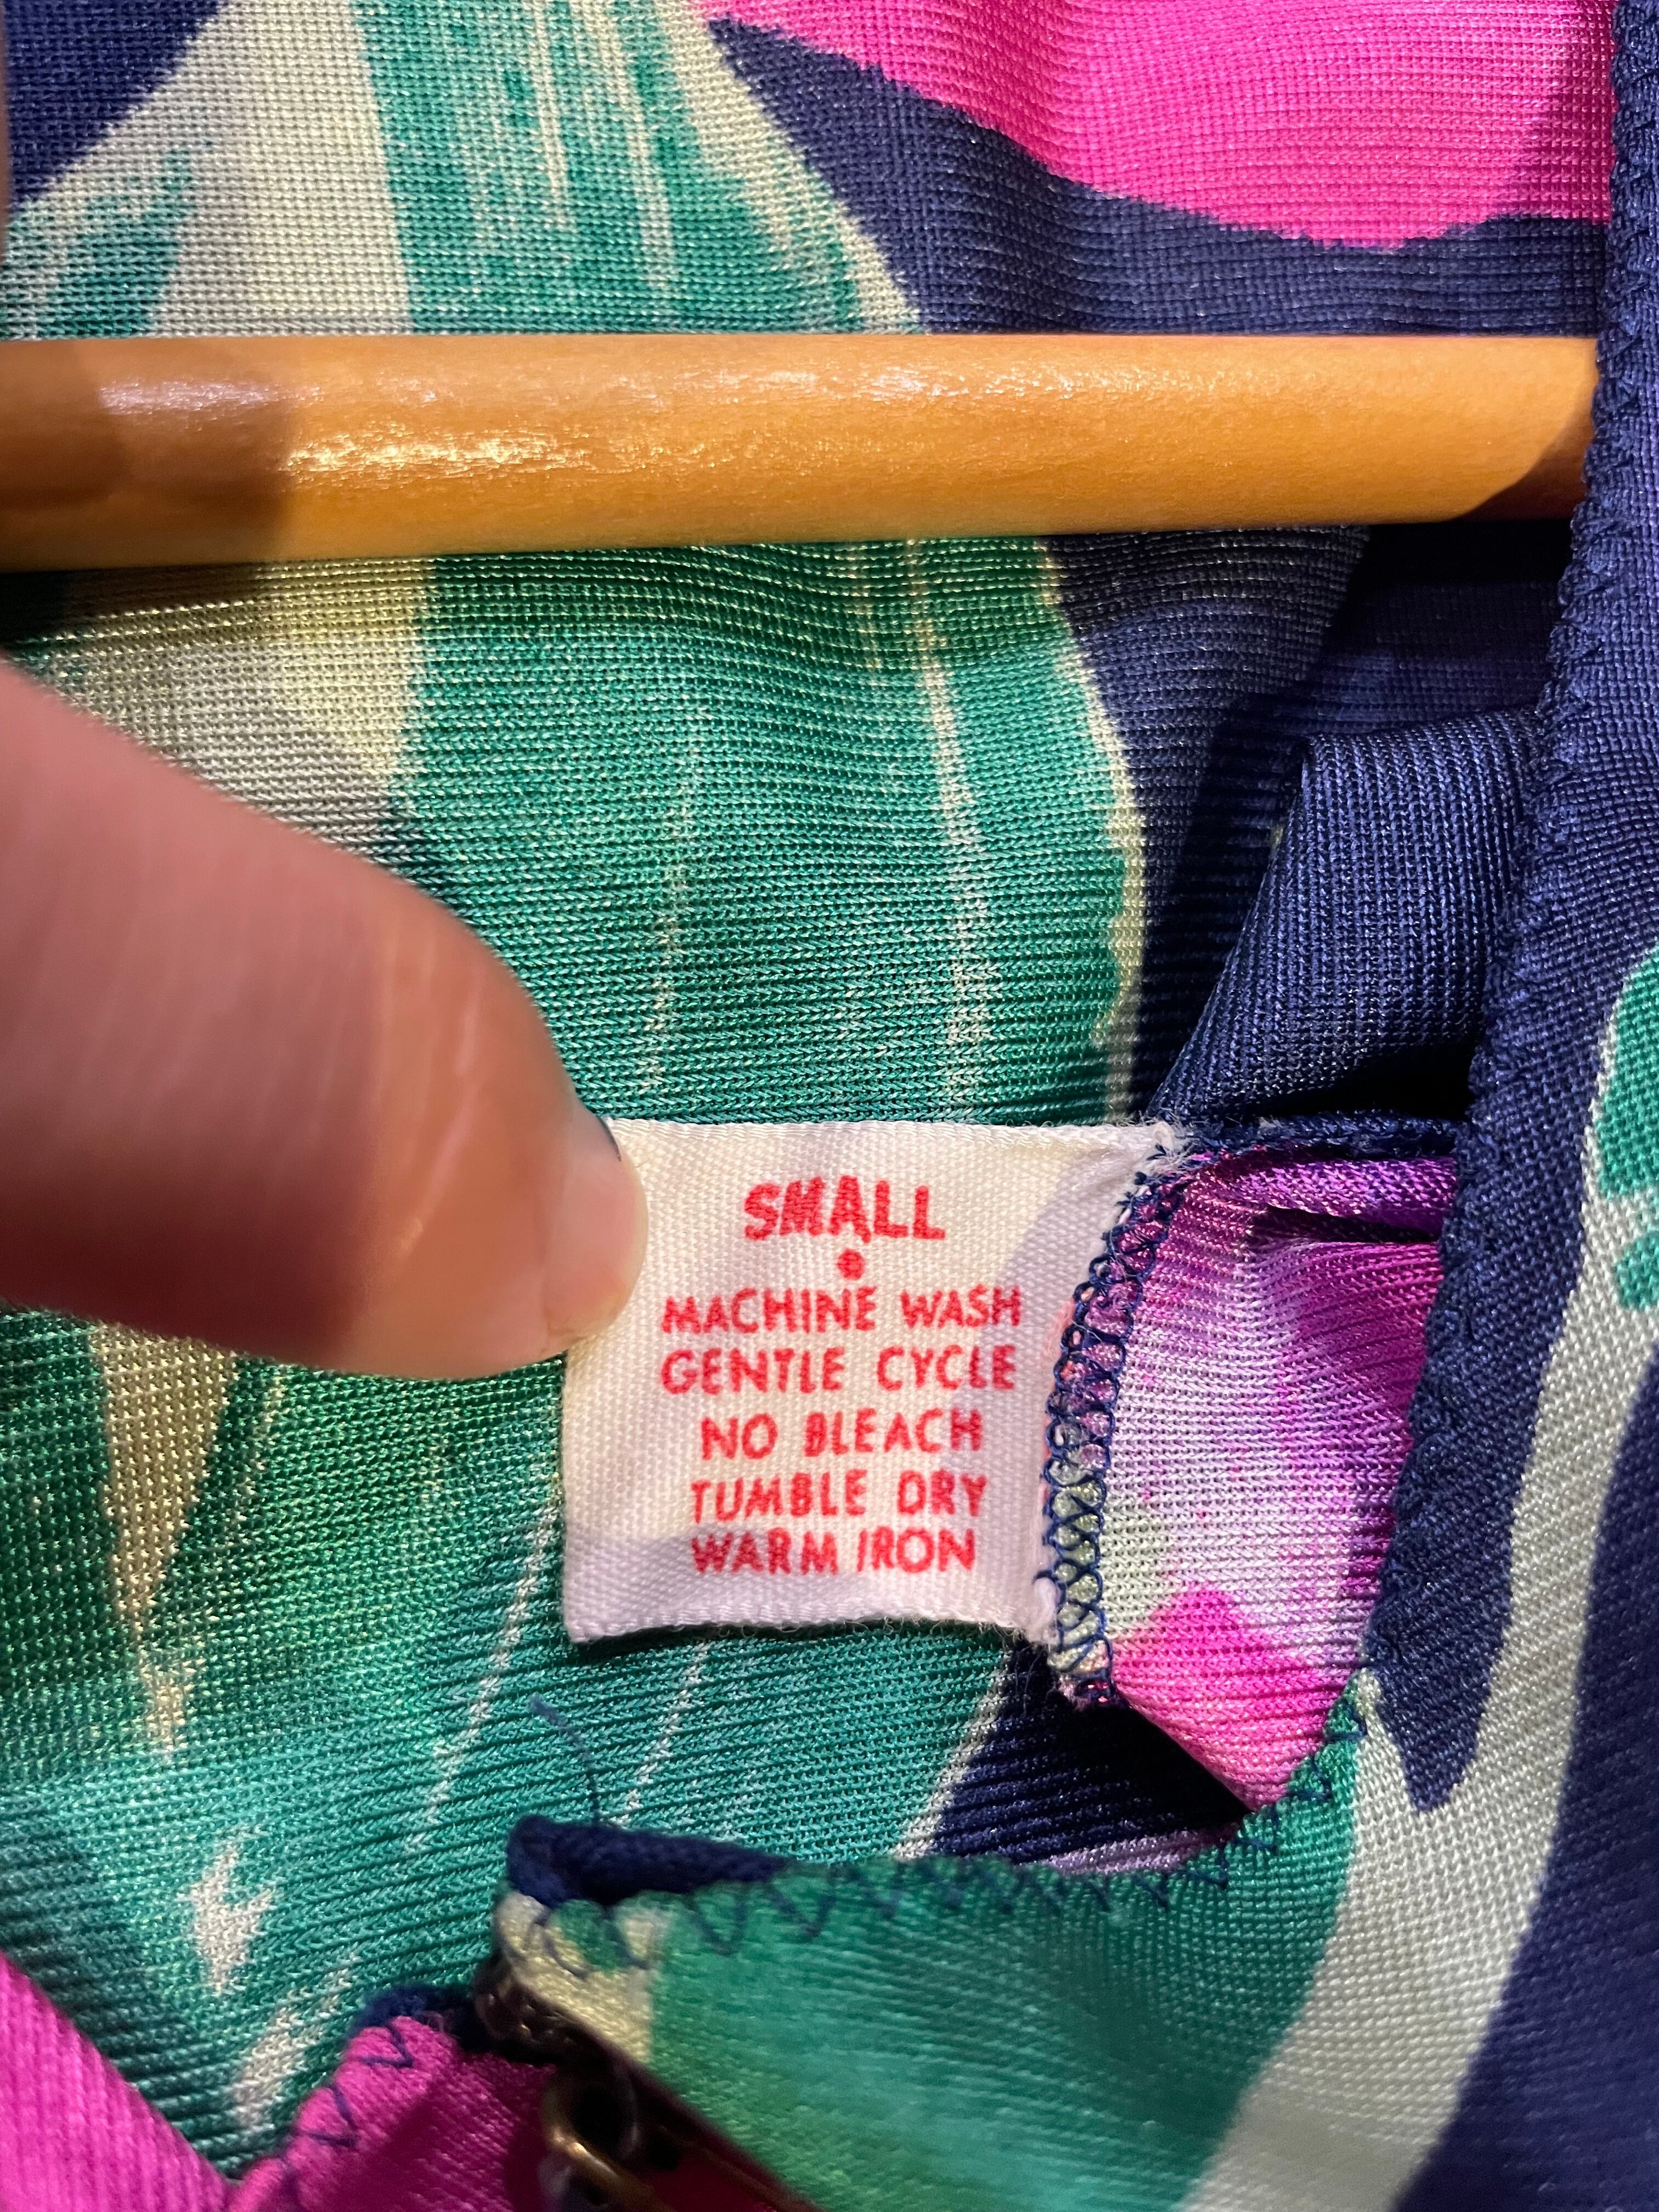 SMALL
MACHINE WASH
GENTLE CYCLE
NO BLEACH
TUMBLE DRY
WARM IRON